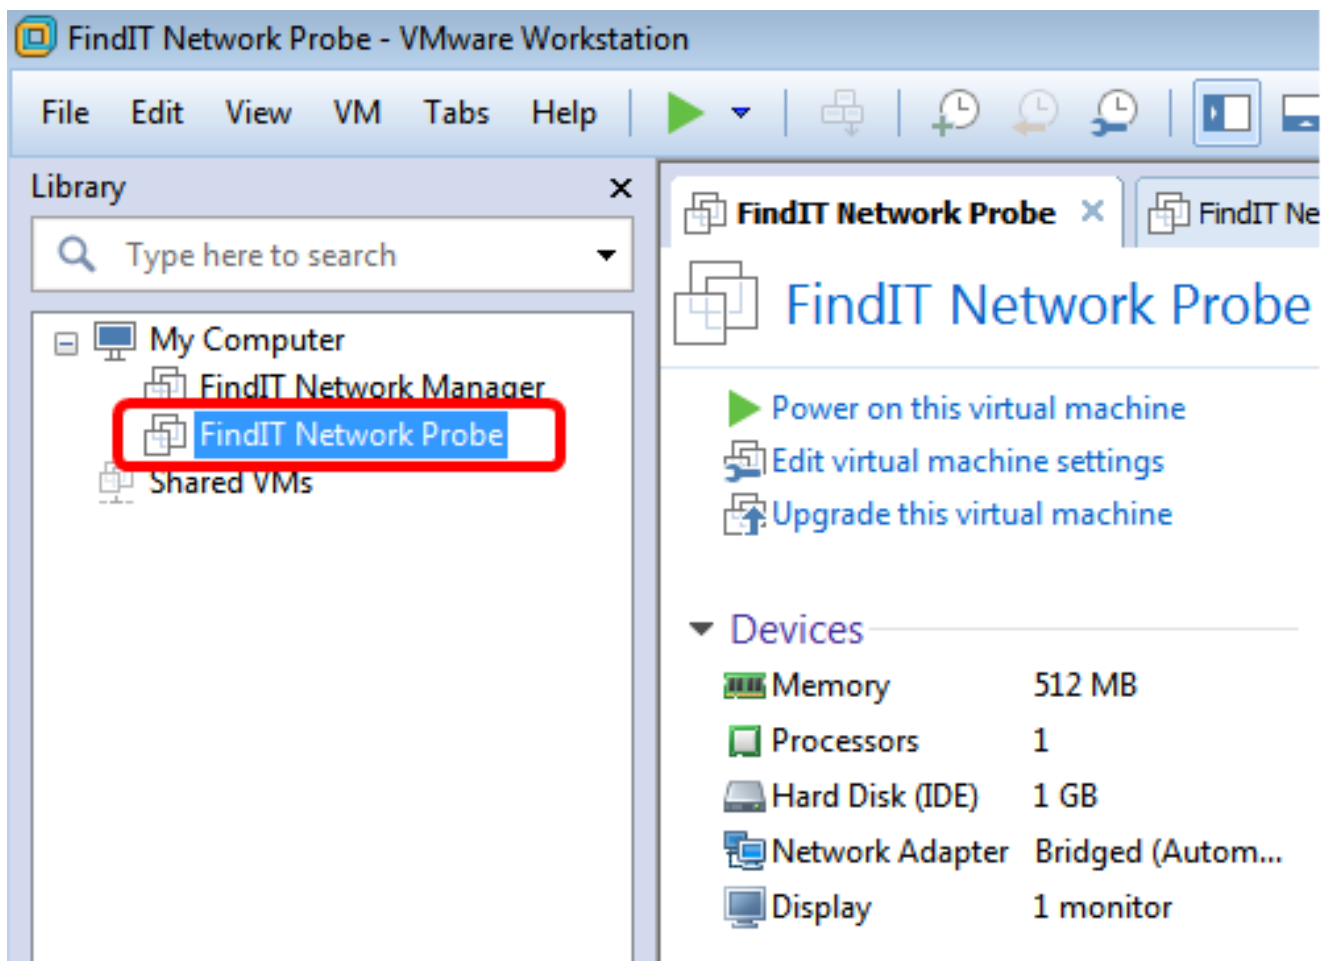 FindIT Network Probe - VMware Workstation
File Edit View VM Tabs Help
Library
Type here to search
My Computer
FindIT Network Manager
FindIT Network Probe
Shared VMs
FindIT Network Probe
FindIT Ne
FindIT Network Probe
Power on this virtual machine
Edit virtual machine settings
Upgrade this virtual machine
Devices
Memory 512 MB
Processors 1
Hard Disk (IDE) 1 GB
Network Adapter Bridged (Autom...
Display 1 monitor